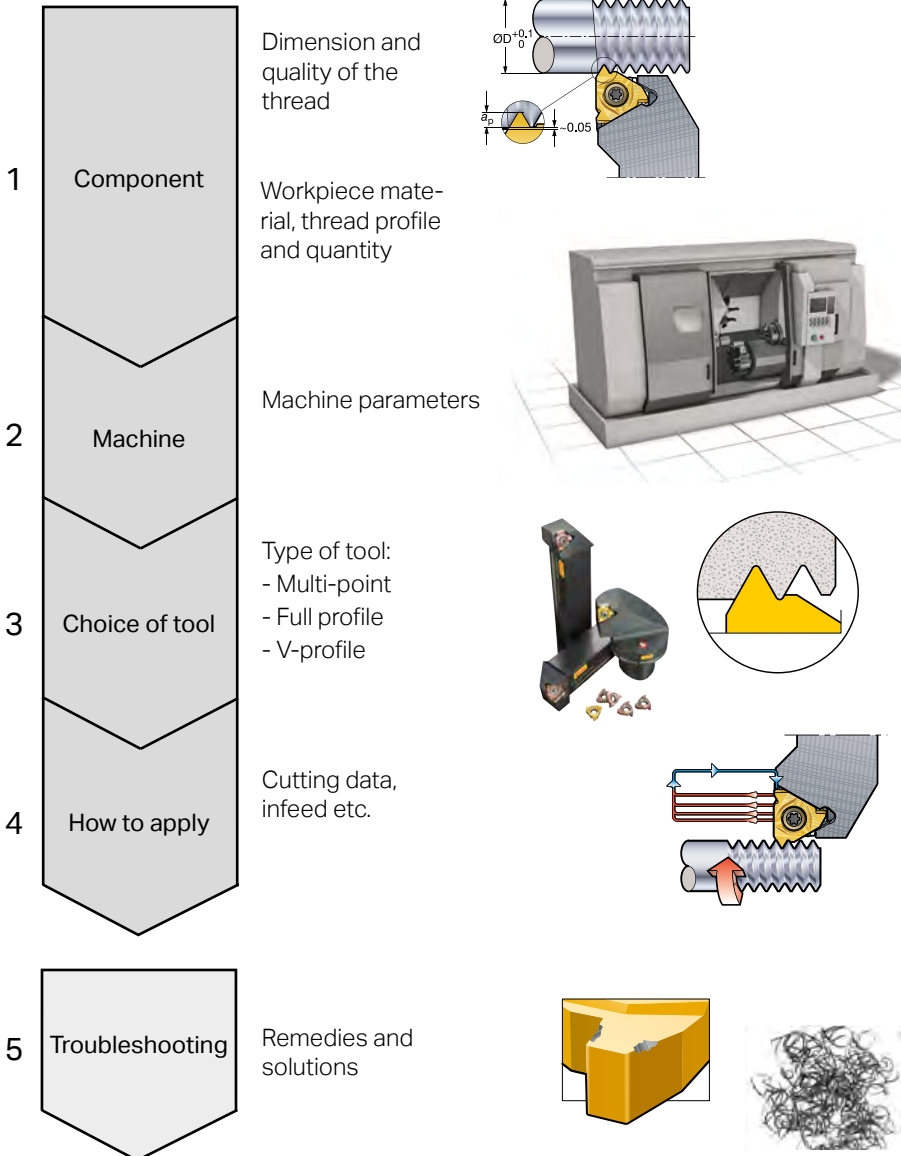 Dimension and
quality of the
thread
ØD+0.1 0
ap
~0.05
1
Component
Workpiece mate-
rial, thread profile
and quantity
Machine parameters
2
Machine
Type of tool:
- Multi-point
- Full profile
- V-profile
3
Choice of tool
Cutting data,
infeed etc.
4
How to apply
5
Troubleshooting
Remedies and
solutions